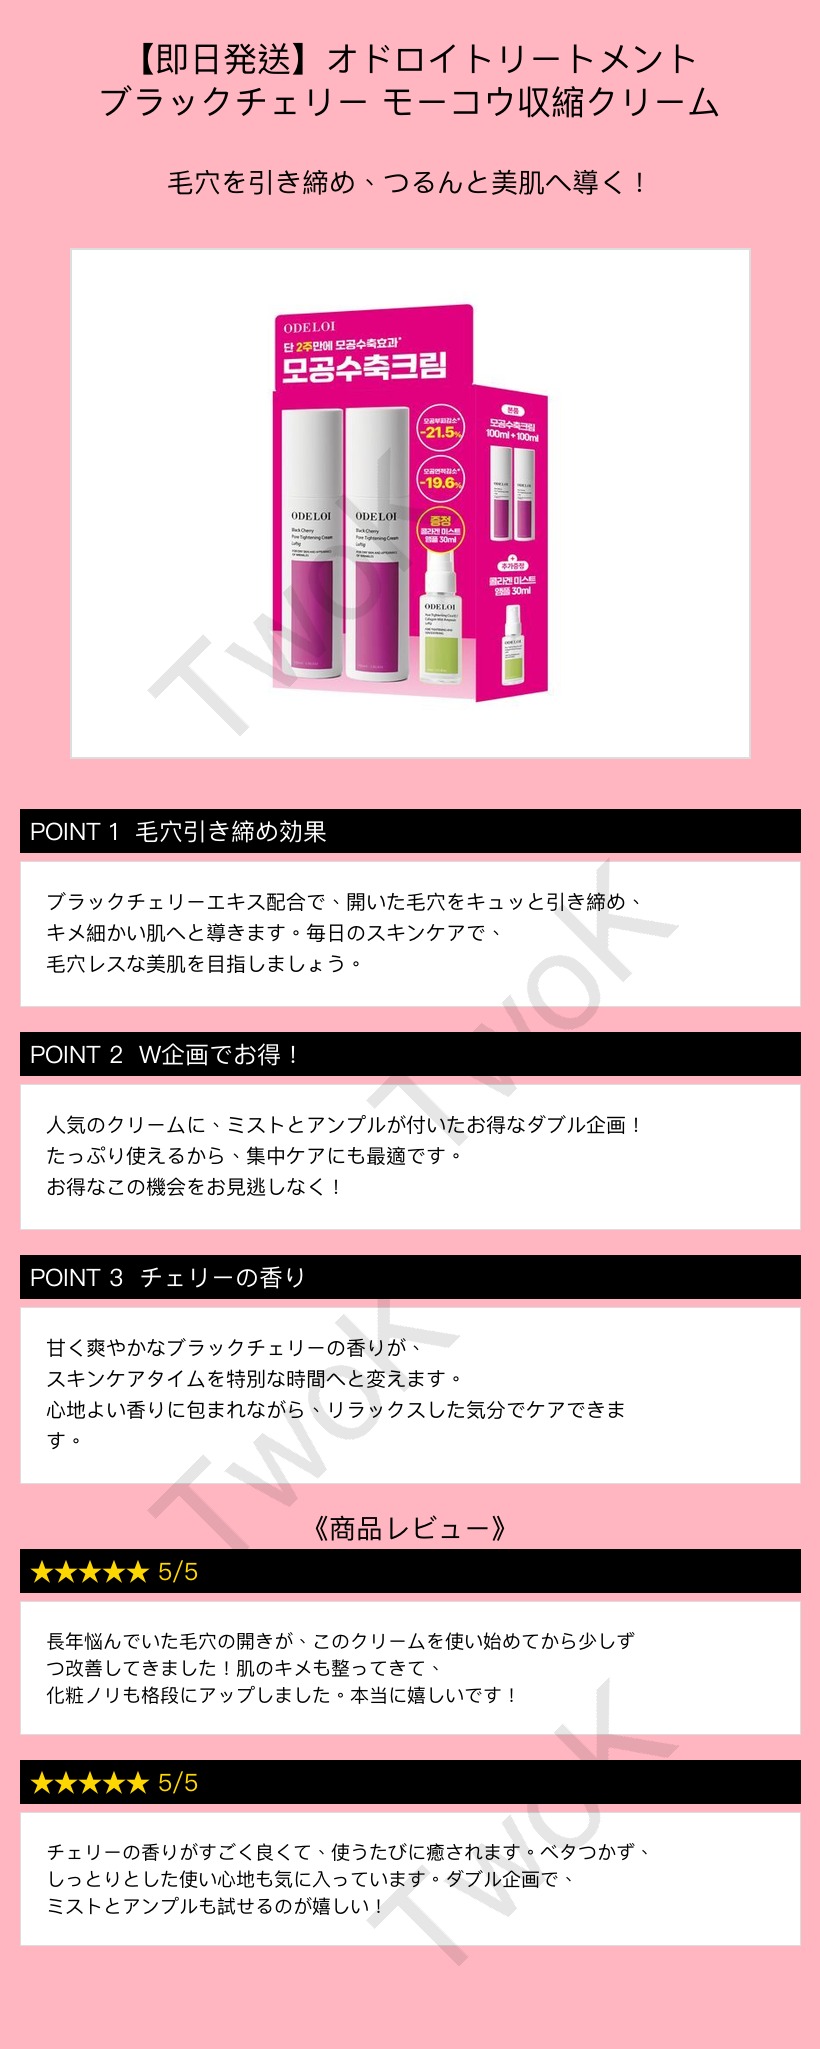 【即日発送】オドロイトリートメント
ブラックチェリー モーコウ収縮クリーム
毛穴を引き締め、つるんと美肌へ導く！
ODELOI
단 2주만에 모공수축효과*
모공수축크림
모공부피감소*
-21.5%
모공면적감소*
-19.6%
증정
콜라겐 미스트
앰플 30ml
ODELOI
Black Cherry
Pore Tightening Cream
Loftig
ODELOI
Black Cherry
Pore Tightening Cream
Loftig
ODELOI
본품
모공수축크림
100ml + 100ml
ODELOI
ODELOI
+
추가증정
콜라겐 미스트
앰플 30ml
ODELOI
TwoK
POINT 1 毛穴引き締め効果
ブラックチェリーエキス配合で、開いた毛穴をキュッと引き締め、
キメ細かい肌へと導きます。毎日のスキンケアで、
毛穴レスな美肌を目指しましょう。
TwoK
POINT 2 W企画でお得！
人気のクリームに、ミストとアンプルが付いたお得なダブル企画！
たっぷり使えるから、集中ケアにも最適です。
お得なこの機会をお見逃しなく！
POINT 3 チェリーの香り
甘く爽やかなブラックチェリーの香りが、
スキンケアタイムを特別な時間へと変えます。
心地よい香りに包まれながら、リラックスした気分でケアできま
す。
TwoK
《商品レビュー》
★★★★★ 5/5
長年悩んでいた毛穴の開きが、このクリームを使い始めてから少しず
つ改善してきました！肌のキメも整ってきて、
化粧ノリも格段にアップしました。本当に嬉しいです！
★★★★★ 5/5
チェリーの香りがすごく良くて、使うたびに癒されます。ベタつかず、
しっとりとした使い心地も気に入っています。ダブル企画で、
ミストとアンプルも試せるのが嬉しい！
TwoK